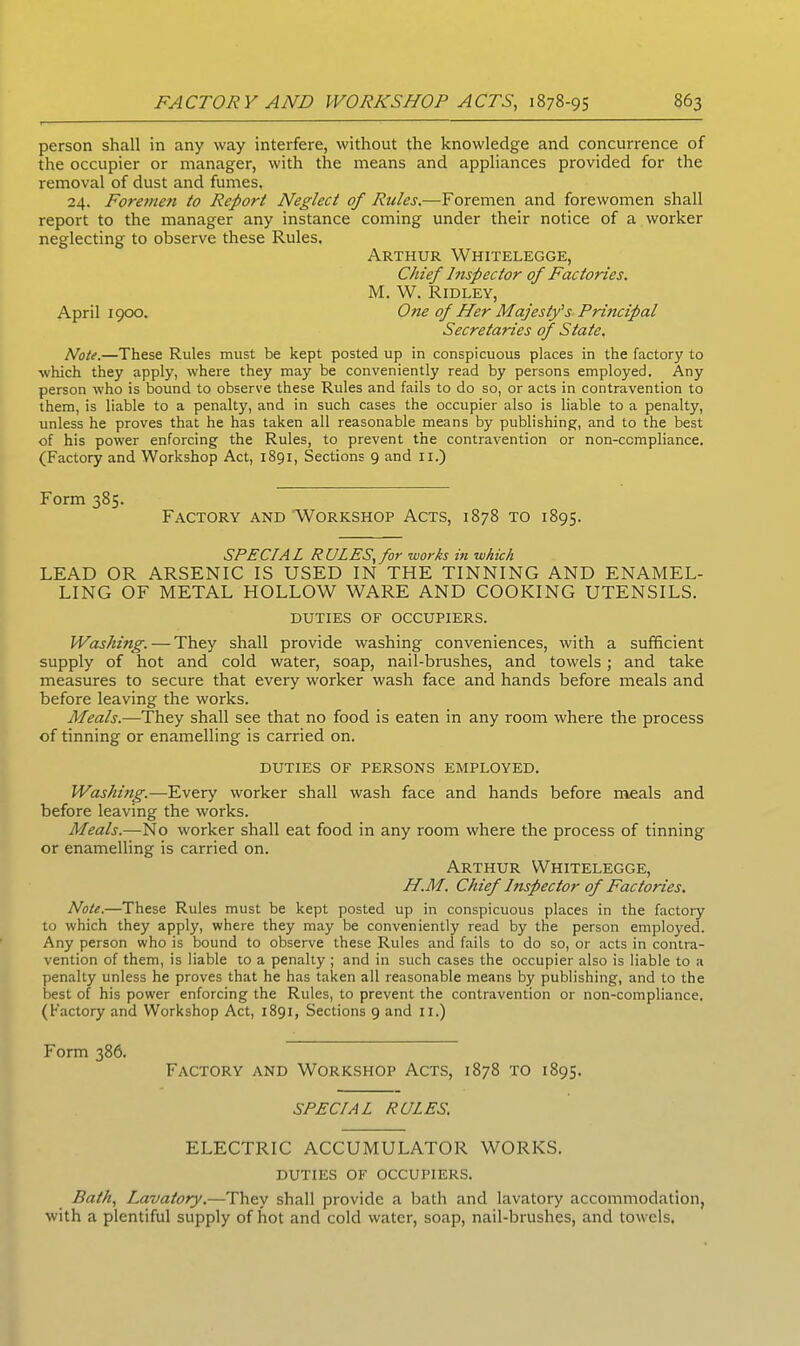 FACTORY AND WORKSHOP ACTS, 1878-95 863
person shall in any way interfere, without the knowledge and concurrence of
the occupier or manager, with the means and appliances provided for the
removal of dust and fumes.
24. Foremen to Report Neglect of Rules.—Foremen and forewomen shall
report to the manager any instance coming under their notice of a worker
neglecting to observe these Rules.
ARTHUR WHITELEGGE,
Chief Inspector of Factories.
M. W. RIDLEY,
April 1900. One of Her Majesty's Principal
Secretaries of State.
Note.—These Rules must be kept posted up in conspicuous places in the factory to
which they apply, where they may be conveniently read by persons employed. Any
person who is bound to observe these Rules and fails to do so, or acts in contravention to
them, is liable to a penalty, and in such cases the occupier also is liable to a penalty,
unless he proves that he has taken all reasonable means by publishing, and to the best
of his power enforcing the Rules, to prevent the contravention or non-compliance.
(Factory and Workshop Act, 1891, Sections 9 and 11.)
Form 385.
FACTORY AND WORKSHOP ACTS, 1878 TO 1895.
SPECIAL RULES, for works in which
LEAD OR ARSENIC IS USED IN THE TINNING AND ENAMEL-
LING OF METAL HOLLOW WARE AND COOKING UTENSILS.
DUTIES OF OCCUPIERS.
Washing.—They shall provide washing conveniences, with a sufficient
supply of hot and cold water, soap, nail-brushes, and towels; and take
measures to secure that every worker wash face and hands before meals and
before leaving the works.
Meals.—They shall see that no food is eaten in any room where the process
of tinning or enamelling is carried on.
DUTIES OF PERSONS EMPLOYED.
Washing.—Every worker shall wash face and hands before meals and
before leaving the works.
Meals.—No worker shall eat food in any room where the process of tinning
or enamelling is carried on.
ARTHUR WHITELEGGE,
H.M. Chief Inspector of Factories.
Note.—These Rules must be kept posted up in conspicuous places in the factory
to which they apply, where they may be conveniently read by the person employed.
Any person who is bound to observe these Rules and fails to do so, or acts in contra-
vention of them, is liable to a penalty ; and in such cases the occupier also is liable to a
penalty unless he proves that he has taken all reasonable means by publishing, and to the
best of his power enforcing the Rules, to prevent the contravention or non-compliance.
(Factory and Workshop Act, 1891, Sections 9 and 11.)
Form 386.
FACTORY AND WORKSHOP ACTS, 1878 TO 1895.
SPECIAL RULES.
ELECTRIC ACCUMULATOR WORKS.
DUTIES OF OCCUPIERS.
Bath, Lavatory.—They shall provide a bath and lavatory accommodation,
with a plentiful supply of hot and cold water, soap, nail-brushes, and towels.